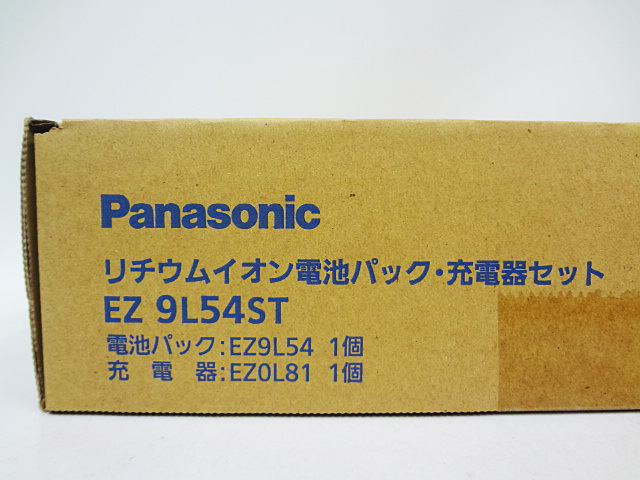 Panasonic
リチウムイオン電池パック・充電器セット
EZ 9L54ST
電池パック:EZ9L54 1個
充電器:EZ0L81 1個